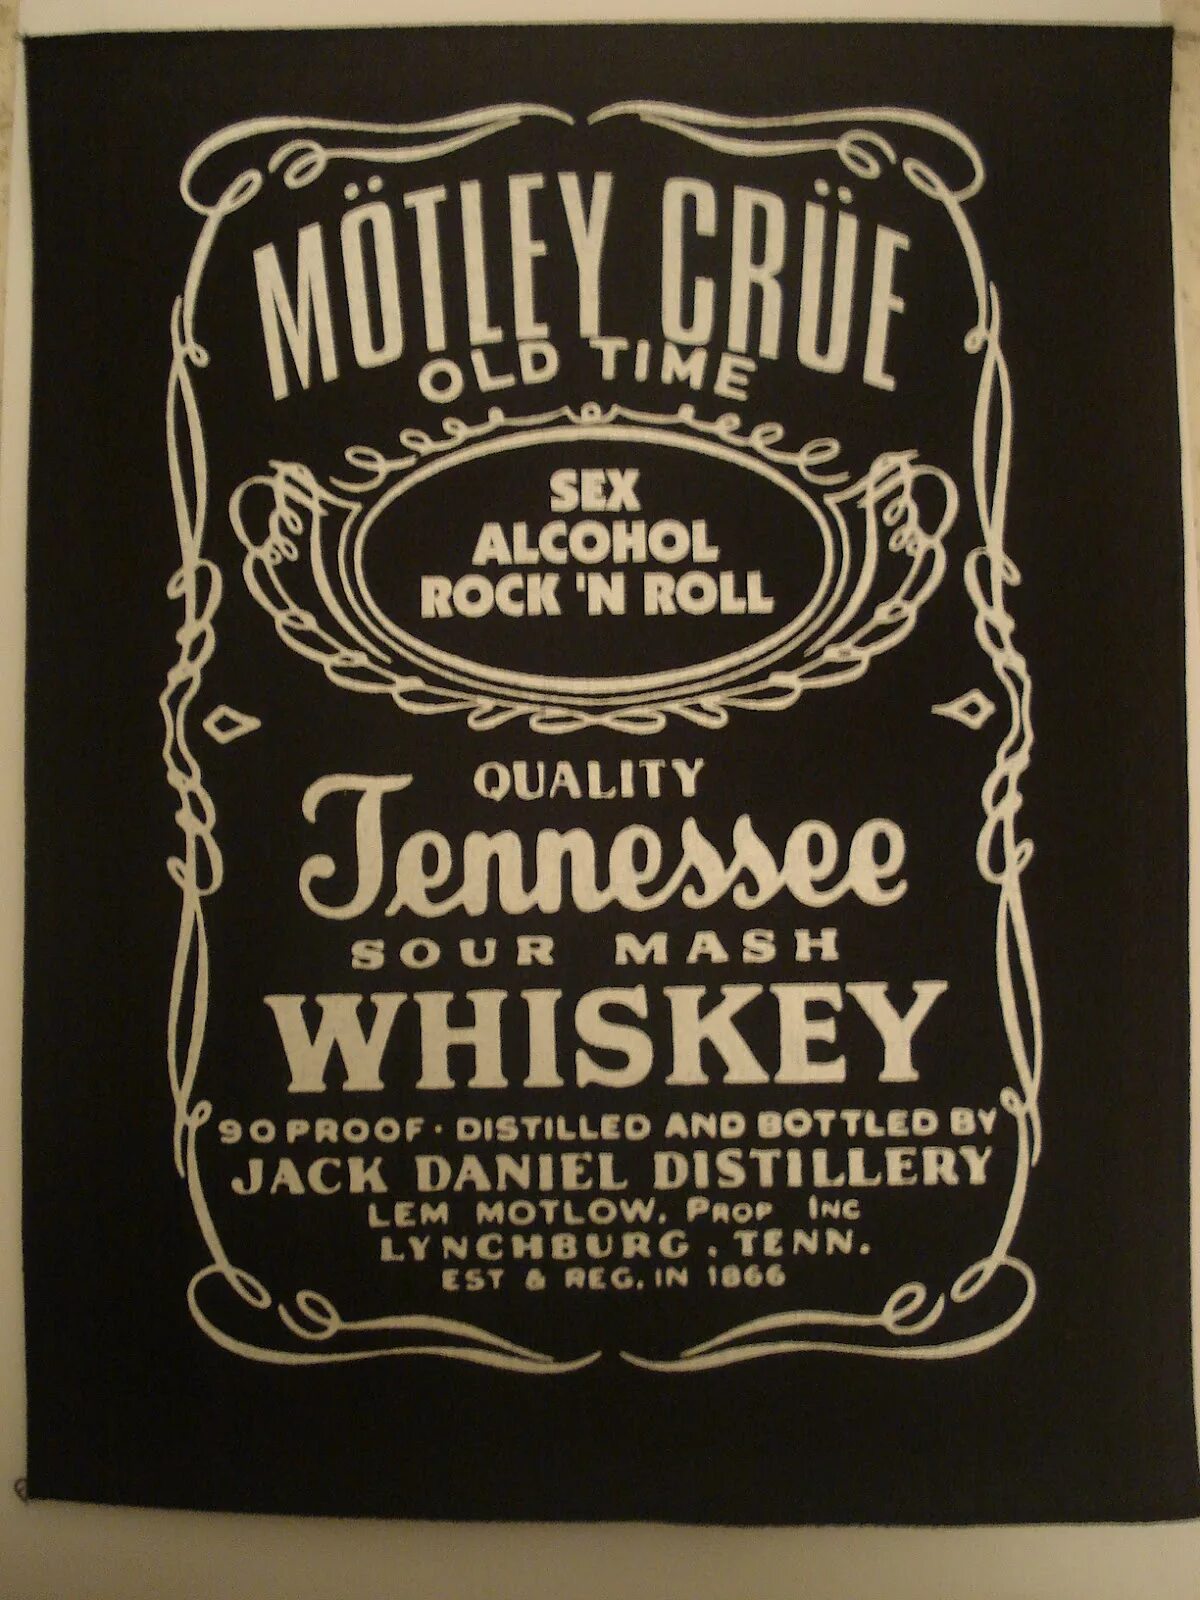 MÖTLEY CRÜE
OLD TIME
SEX
ALCOHOL
ROCK 'N ROLL
QUALITY
Tennessee
SOUR MASH
WHISKEY
90 PROOF · DISTILLED AND BOTTLED BY
JACK DANIEL DISTILLERY
LEM MOTLOW, PROP INC
LYNCHBURG, TENN.
EST & REG. IN 1866